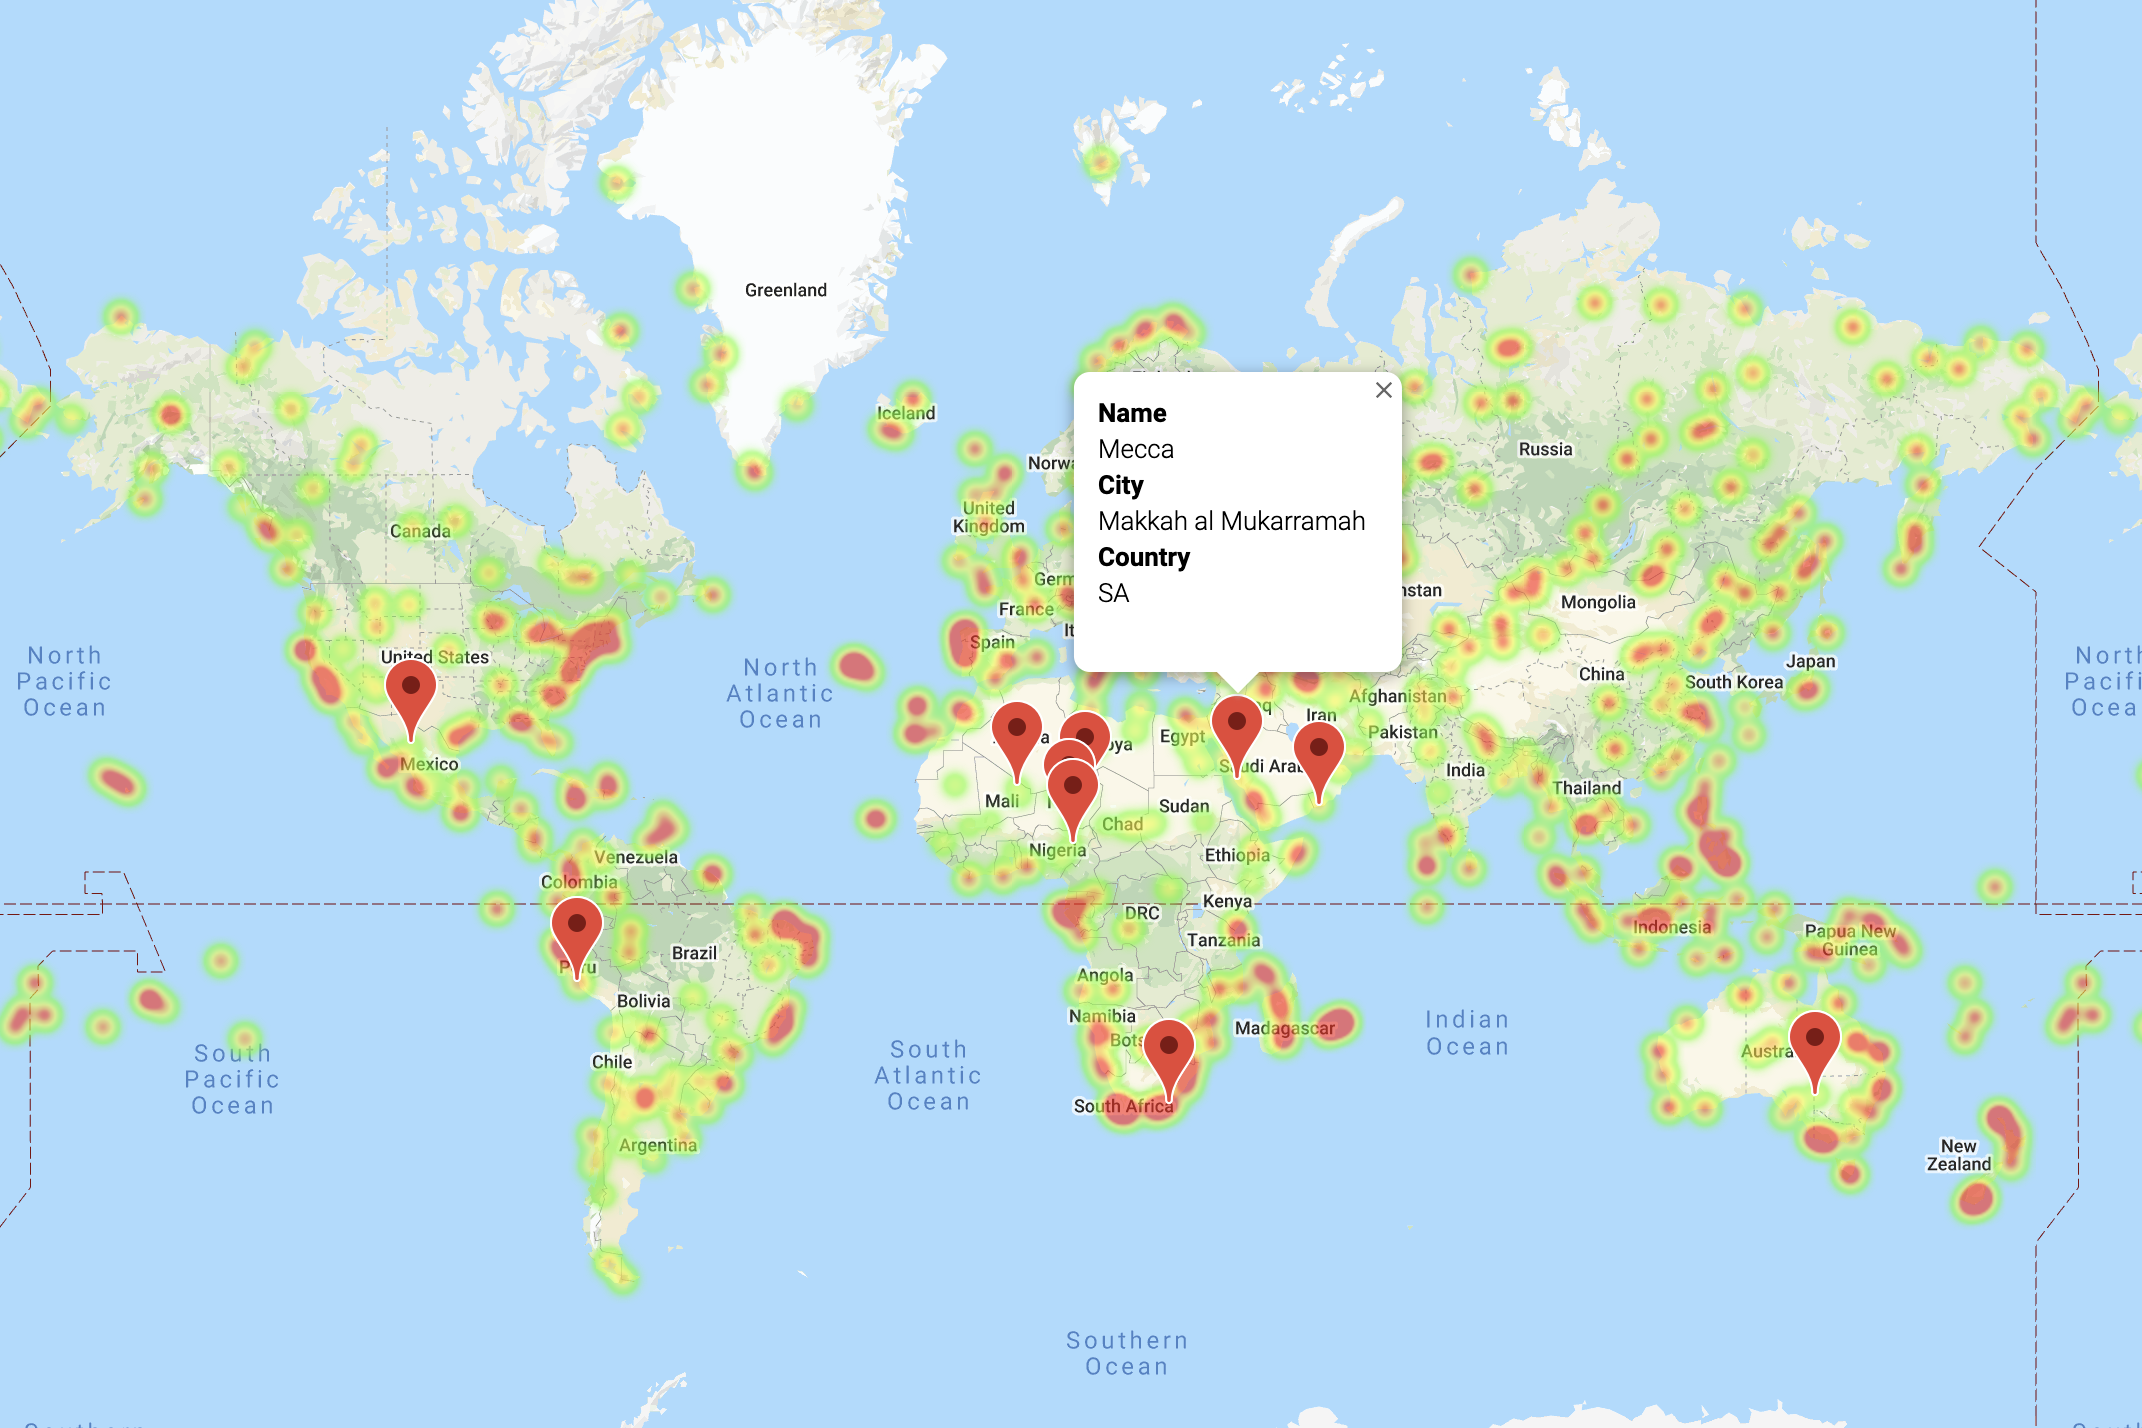 Greenland
Iceland
Norwa
Russia
United
Kingdom
Canada
Germ
France
Spain
United States
North
Pacific
Ocean
North
Atlantic
Ocean
Name
Mecca
City
Makkah al Mukarramah
Country
SA
nstan
Mongolia
China
Japan
South Korea
North
Pacifi
Ocea
Afghanistan
Iran
Pakistan
India
Thailand
Egypt
Saudi Arab
Mexico
Mali
Sudan
Chad
Nigeria
Ethiopia
Venezuela
Colombia
DRC
Kenya
Tanzania
Brazil
Peru
Bolivia
Angola
Namibia
Bots
Madagascar
Indonesia
Papua New
Guinea
Indian
Ocean
Chile
South
Pacific
Ocean
South
Atlantic
Ocean
South Africa
Argentina
Austra
New
Zealand
Southern
Ocean